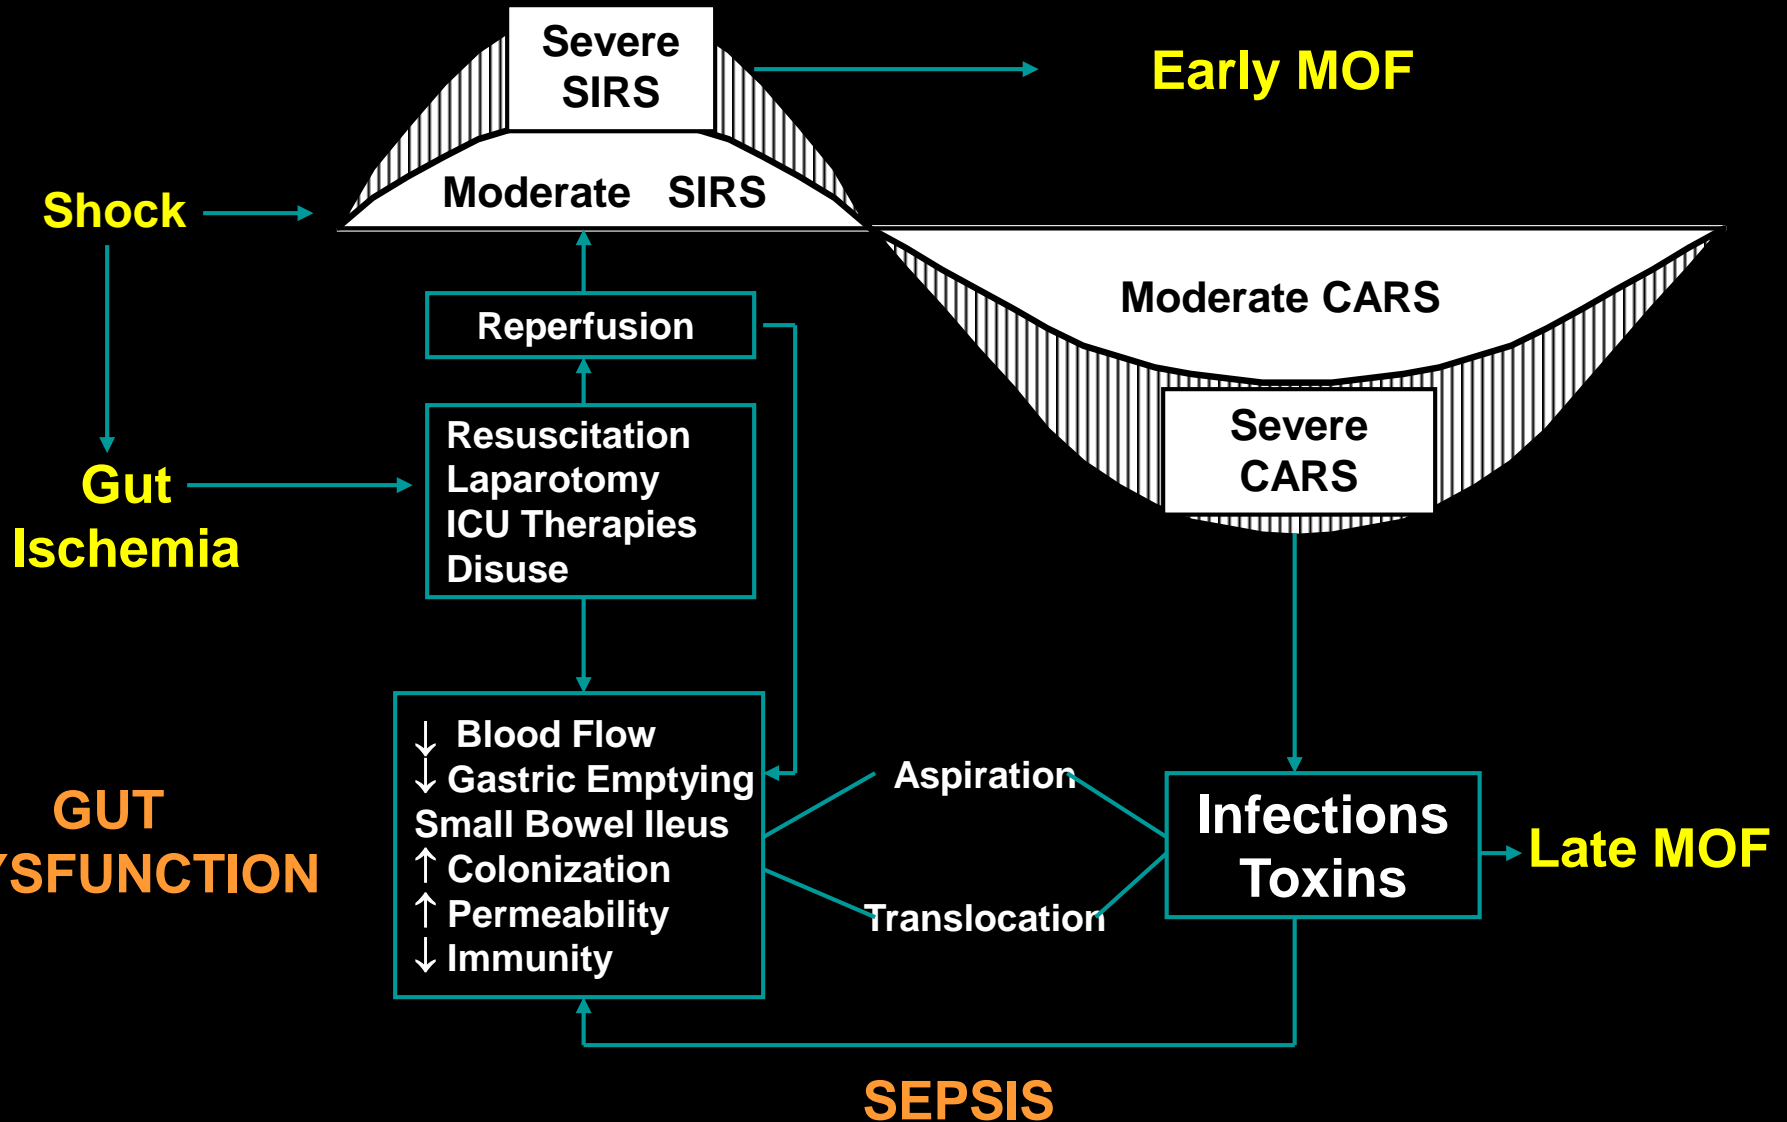 Severe
SIRS
Early MOF
Moderate SIRS
Shock
Reperfusion
Moderate CARS
Resuscitation
Laparotomy
ICU Therapies
Disuse
Severe
CARS
Gut
Ischemia
↓ Blood Flow
↓ Gastric Emptying
Small Bowel Ileus
↑ Colonization
↑ Permeability
↓ Immunity
Aspiration
Translocation
Infections
Toxins
Late MOF
GUT
YSFUNCTION
SEPSIS